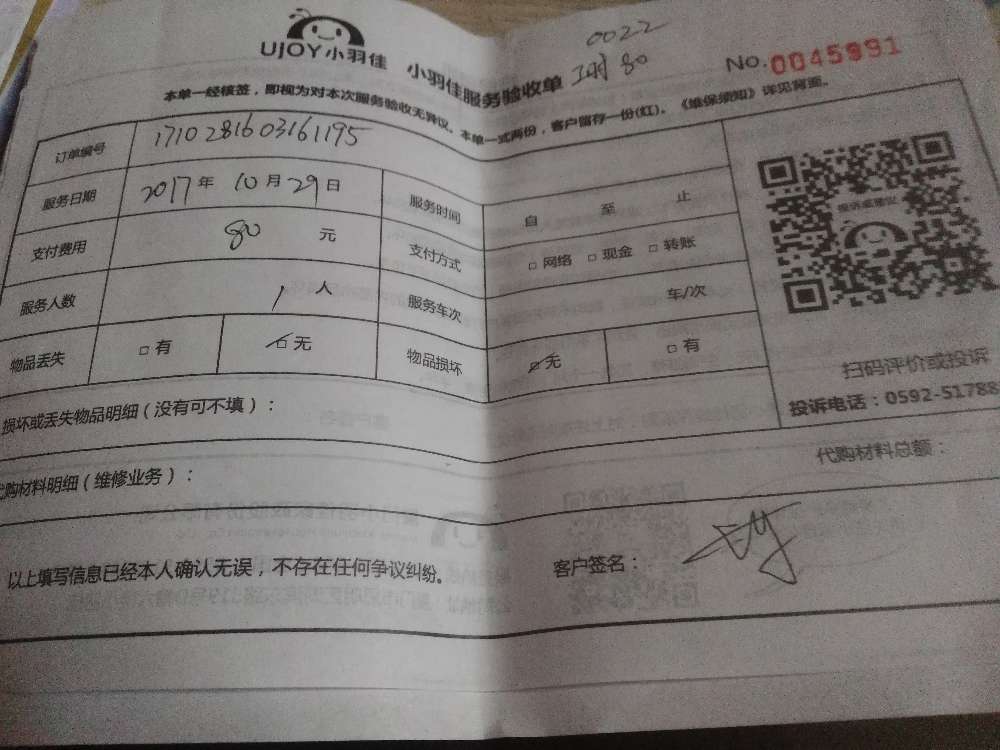 0022
UJOY小羽佳 小羽佳服务验收单 80 No.0045991
本单一经核签，即视为对本次服务验收无异议。本单一式两份，客户留存一份(红)。《维保须知》详见背面。
订单编号 1710281603161195
服务日期 2017年10月29日 服务时间 自 至 止
支付费用 80 元 支付方式 □ 网络 □ 现金 □ 转账
服务人数 1 人 服务车次 车/次
物品丢失 □ 有 □ 无 物品损坏 □ 无 □ 有
扫码评价或投诉
投诉电话：0592-51788
损坏或丢失物品明细（没有可不填）：
代购材料明细（维修业务）： 代购材料总额：
以上填写信息已经本人确认无误，不存在任何争议纠纷。 客户签名：